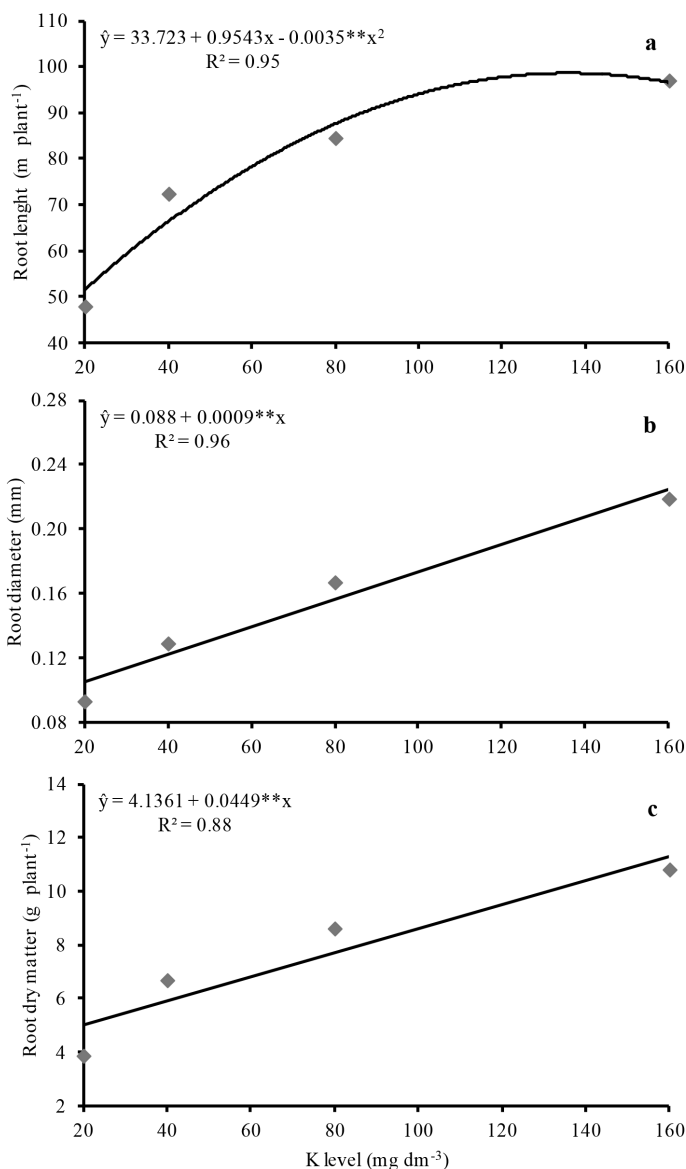 110
ŷ = 33.723 + 0.9543x - 0.0035**x²
R² = 0.95
a
100
90
80
70
60
50
40
Root lenght (m plant⁻¹)
20 40 60 80 100 120 140 160
0.28
ŷ = 0.088 + 0.0009**x
R² = 0.96
b
0.24
0.20
0.16
0.12
0.08
Root diameter (mm)
20 40 60 80 100 120 140 160
14
ŷ = 4.1361 + 0.0449**x
R² = 0.88
c
12
10
8
6
4
2
Root dry matter (g plant⁻¹)
20 40 60 80 100 120 140 160
K level (mg dm⁻³)